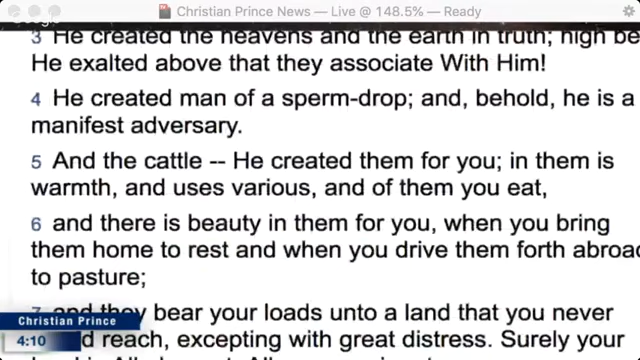 Christian Prince News — Live @ 148.5% — Ready
3 He created the heavens and the earth in truth; high be
He exalted above that they associate With Him!
4 He created man of a sperm-drop; and, behold, he is a
manifest adversary.
5 And the cattle -- He created them for you; in them is
warmth, and uses various, and of them you eat,
6 and there is beauty in them for you, when you bring
them home to rest and when you drive them forth abroad
to pasture;
7 and they bear your loads unto a land that you never
reach, excepting with great distress. Surely your
Christian Prince
4:10